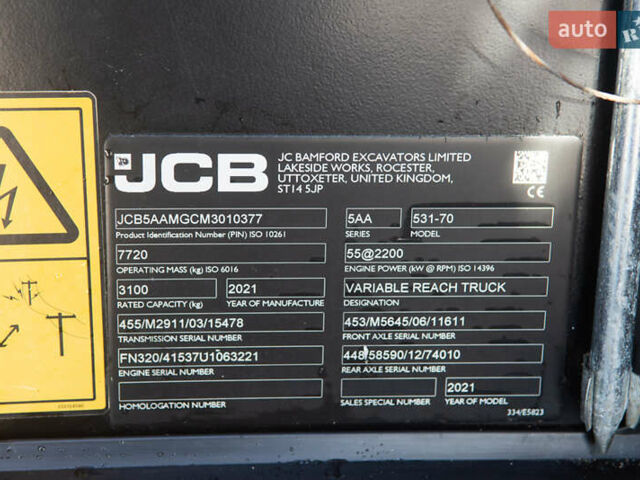 auto
JCB
JC BAMFORD EXCAVATORS LIMITED
LAKESIDE WORKS, ROCESTER,
UTTOXETER, UNITED KINGDOM,
ST14 5JP
JCB5AAMGCM3010377
Product Identification Number (PIN) ISO 10261
5AA 531-70
SERIES MODEL
7720
OPERATING MASS (kg) ISO 6016
55@2200
ENGINE POWER (kW @ RPM) ISO 14396
3100 2021
RATED CAPACITY (kg) YEAR OF MANUFACTURE
VARIABLE REACH TRUCK
DESIGNATION
455/M2911/03/15478
TRANSMISSION SERIAL NUMBER
453/M5645/06/11611
FRONT AXLE SERIAL NUMBER
FN320/41537U1063221
ENGINE SERIAL NUMBER
448/58590/12/74010
REAR AXLE SERIAL NUMBER
HOMOLOGATION NUMBER
2021
SALES SPECIAL NUMBER YEAR OF MODEL
334/E5823